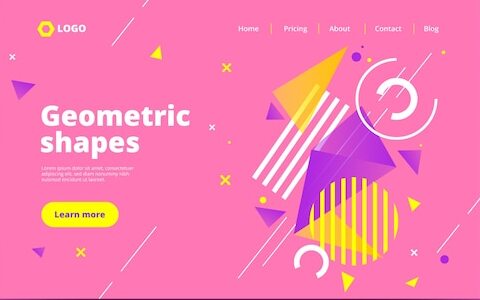 LOGO
Home Pricing About Contact Blog
Geometric
shapes
Lorem ipsum dolor sit amet, consectetuer
adipiscing elit, sed diam nonummy nibh
euismod ut laoreet.
Learn more